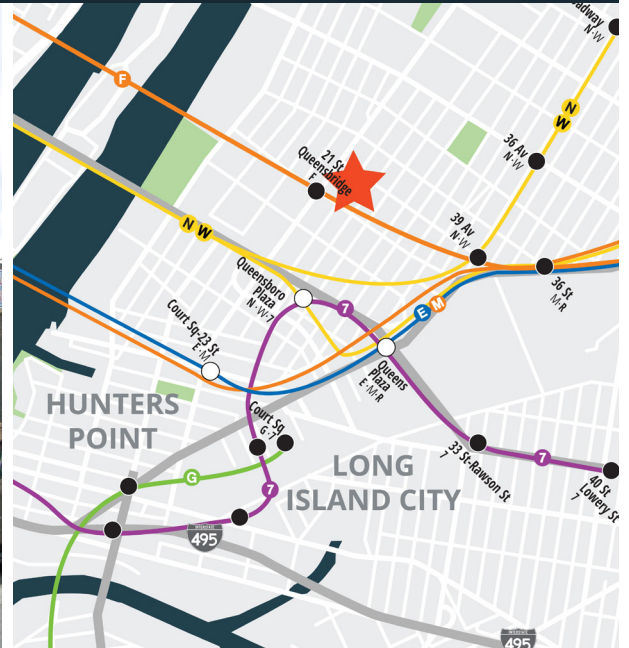 N·W
F
N
W
36 Av
N·W
21 St
Queensbridge
F
39 Av
N·W
N W
Queensboro
plaza
N·W·7
7
36 St
M·R
E M
Court Sq-23 St
E·M
Queens
plaza
E·M·R
HUNTERS
POINT
Court Sq
G·7
LONG
ISLAND CITY
33 St-Rawson St
7
7
40 St
Lowery St
7
G
7
INTERSTATE
495
INTERSTATE
495